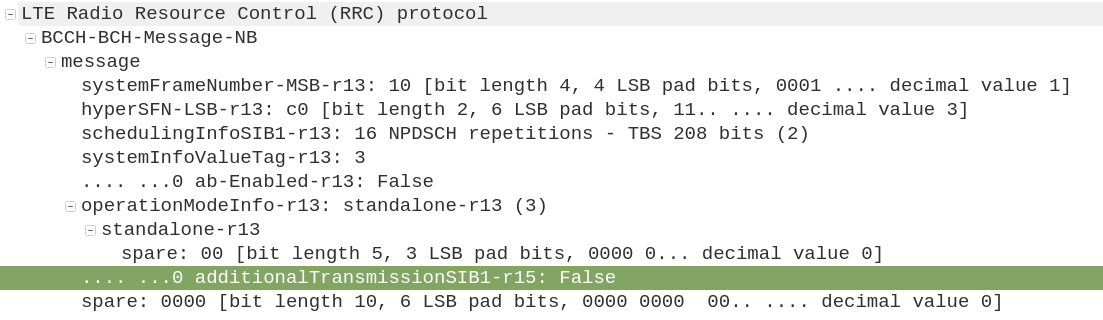 LTE Radio Resource Control (RRC) protocol
BCCH-BCH-Message-NB
message
systemFrameNumber-MSB-r13: 10 [bit length 4, 4 LSB pad bits, 0001 .... decimal value 1]
hyperSFN-LSB-r13: c0 [bit length 2, 6 LSB pad bits, 11.. .... decimal value 3]
schedulingInfoSIB1-r13: 16 NPDSCH repetitions - TBS 208 bits (2)
systemInfoValueTag-r13: 3
.... ...0 ab-Enabled-r13: False
operationModeInfo-r13: standalone-r13 (3)
standalone-r13
spare: 00 [bit length 5, 3 LSB pad bits, 0000 0... decimal value 0]
.... ...0 additionalTransmissionSIB1-r15: False
spare: 0000 [bit length 10, 6 LSB pad bits, 0000 0000  00.. .... decimal value 0]